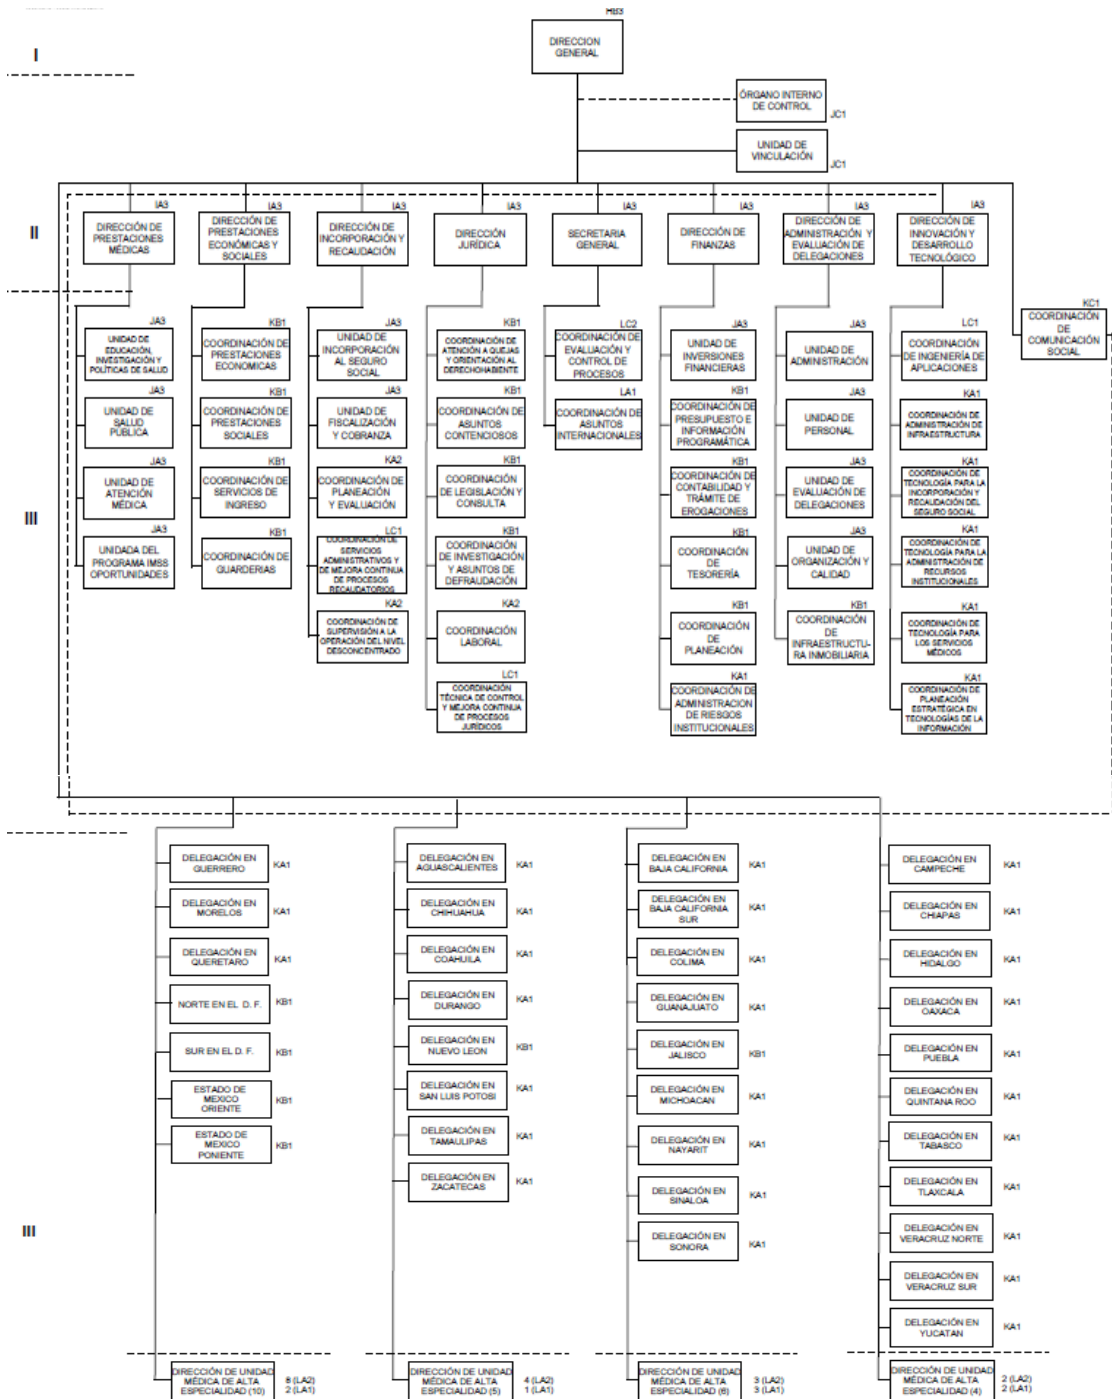 HB3
DIRECCION
GENERAL
I
ÓRGANO INTERNO
DE CONTROL
JC1
UNIDAD DE
VINCULACIÓN
JC1
II
IA3
DIRECCIÓN DE
PRESTACIONES
MÉDICAS
IA3
DIRECCIÓN DE
PRESTACIONES
ECONÓMICAS Y
SOCIALES
IA3
DIRECCIÓN DE
INCORPORACIÓN Y
RECAUDACIÓN
IA3
DIRECCIÓN
JURÍDICA
IA3
SECRETARIA
GENERAL
IA3
DIRECCIÓN DE
FINANZAS
IA3
DIRECCIÓN DE
ADMINISTRACIÓN Y
EVALUACIÓN DE
DELEGACIONES
IA3
DIRECCIÓN DE
INNOVACIÓN Y
DESARROLLO
TECNOLÓGICO
KC1
COORDINACIÓN
DE
COMUNICACIÓN
SOCIAL
III
JA3
UNIDAD DE
EDUCACIÓN,
INVESTIGACIÓN Y
POLÍTICAS DE SALUD
JA3
UNIDAD DE
SALUD
PÚBLICA
JA3
UNIDAD DE
ATENCIÓN
MÉDICA
JA3
UNIDADA DEL
PROGRAMA IMSS
OPORTUNIDADES
KB1
COORDINACIÓN DE
PRESTACIONES
ECONOMICAS
KB1
COORDINACIÓN DE
PRESTACIONES
SOCIALES
KB1
COORDINACIÓN
DE SERVICIOS DE
INGRESO
KB1
COORDINACIÓN DE
GUARDERIAS
JA3
UNIDAD DE
INCORPORACIÓN
AL SEGURO
SOCIAL
JA3
UNIDAD DE
FISCALIZACIÓN
Y COBRANZA
KA2
COORDINACIÓN
DE PLANEACIÓN
Y EVALUACIÓN
LC1
COORDINACIÓN DE
SERVICIOS
ADMINISTRATIVOS Y
DE MEJORA CONTINUA
DE PROCESOS
RECAUDATORIOS
KA2
COORDINACIÓN DE
SUPERVISIÓN A LA
OPERACIÓN DEL NIVEL
DESCONCENTRADO
KB1
COORDINACIÓN DE
ATENCIÓN A QUEJAS
Y ORIENTACIÓN AL
DERECHOHABIENTE
KB1
COORDINACIÓN DE
ASUNTOS
CONTENCIOSOS
KB1
COORDINACIÓN
DE LEGISLACIÓN Y
CONSULTA
KB1
COORDINACIÓN
DE INVESTIGACIÓN
Y ASUNTOS DE
DEFRAUDACIÓN
KA2
COORDINACIÓN
LABORAL
LC1
COORDINACIÓN
TÉCNICA DE CONTROL
Y MEJORA CONTINUA
DE PROCESOS
JURÍDICOS
LC2
COORDINACIÓN DE
EVALUACIÓN Y
CONTROL DE
PROCESOS
LA1
COORDINACIÓN DE
ASUNTOS
INTERNACIONALES
JA3
UNIDAD DE
INVERSIONES
FINANCIERAS
KB1
COORDINACIÓN DE
PRESUPUESTO E
INFORMACIÓN
PROGRAMÁTICA
KB1
COORDINACIÓN DE
CONTABILIDAD Y
TRÁMITE DE
EROGACIONES
KB1
COORDINACIÓN
DE
TESORERÍA
KB1
COORDINACIÓN
DE
PLANEACIÓN
KA1
COORDINACIÓN DE
ADMINISTRACION
DE RIESGOS
INSTITUCIONALES
JA3
UNIDAD DE
ADMINISTRACIÓN
JA3
UNIDAD DE
PERSONAL
JA3
UNIDAD DE
EVALUACIÓN DE
DELEGACIONES
JA3
UNIDAD DE
ORGANIZACIÓN Y
CALIDAD
KB1
COORDINACIÓN
DE
INFRAESTRUCTU-
RA INMOBILIARIA
LC1
COORDINACIÓN
DE INGENIERÍA DE
APLICACIONES
KA1
COORDINACIÓN DE
ADMINISTRACIÓN DE
INFRAESTRUCTURA
KA1
COORDINACIÓN DE
TECNOLOGÍA PARA LA
INCORPORACIÓN Y
RECAUDACIÓN DEL
SEGURO SOCIAL
KA1
COORDINACIÓN DE
TECNOLOGÍA PARA LA
ADMINISTRACIÓN DE
RECURSOS
INSTITUCIONALES
KA1
COORDINACIÓN DE
TECNOLOGÍA PARA
LOS SERVICIOS
MÉDICOS
KA1
COORDINACIÓN DE
PLANEACIÓN
ESTRATÉGICA EN
TECNOLOGÍAS DE LA
INFORMACIÓN
III
DELEGACIÓN EN
GUERRERO
KA1
DELEGACIÓN EN
MORELOS
KA1
DELEGACIÓN EN
QUERETARO
KA1
NORTE EN EL D. F.
KB1
SUR EN EL D. F.
KB1
ESTADO DE
MEXICO
ORIENTE
KB1
ESTADO DE
MEXICO
PONIENTE
KB1
DIRECCIÓN DE UNIDAD
MÉDICA DE ALTA
ESPECIALIDAD (10)
8 (LA2)
2 (LA1)
DELEGACIÓN EN
AGUASCALIENTES
KA1
DELEGACIÓN EN
CHIHUAHUA
KA1
DELEGACIÓN EN
COAHUILA
KA1
DELEGACIÓN EN
DURANGO
KA1
DELEGACIÓN EN
NUEVO LEON
KB1
DELEGACIÓN EN
SAN LUIS POTOSI
KA1
DELEGACIÓN EN
TAMAULIPAS
KA1
DELEGACIÓN EN
ZACATECAS
KA1
DIRECCIÓN DE UNIDAD
MÉDICA DE ALTA
ESPECIALIDAD (5)
4 (LA2)
1 (LA1)
DELEGACIÓN EN
BAJA CALIFORNIA
KA1
DELEGACIÓN EN
BAJA CALIFORNIA
SUR
KA1
DELEGACIÓN EN
COLIMA
KA1
DELEGACIÓN EN
GUANAJUATO
KA1
DELEGACIÓN EN
JALISCO
KB1
DELEGACIÓN EN
MICHOACAN
KA1
DELEGACIÓN EN
NAYARIT
KA1
DELEGACIÓN EN
SINALOA
KA1
DELEGACIÓN EN
SONORA
KA1
DIRECCIÓN DE UNIDAD
MÉDICA DE ALTA
ESPECIALIDAD (6)
3 (LA2)
3 (LA1)
DELEGACIÓN EN
CAMPECHE
KA1
DELEGACIÓN EN
CHIAPAS
KA1
DELEGACIÓN EN
HIDALGO
KA1
DELEGACIÓN EN
OAXACA
KA1
DELEGACIÓN EN
PUEBLA
KA1
DELEGACIÓN EN
QUINTANA ROO
KA1
DELEGACIÓN EN
TABASCO
KA1
DELEGACIÓN EN
TLAXCALA
KA1
DELEGACIÓN EN
VERACRUZ NORTE
KA1
DELEGACIÓN EN
VERACRUZ SUR
KA1
DELEGACIÓN EN
YUCATAN
KA1
DIRECCIÓN DE UNIDAD
MÉDICA DE ALTA
ESPECIALIDAD (4)
2 (LA2)
2 (LA1)